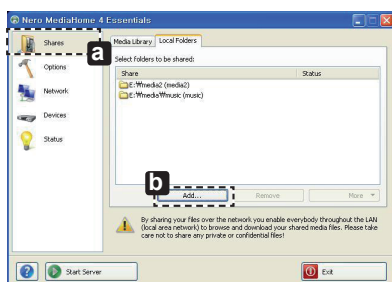 Nero MediaHome 4 Essentials
Shares
a
Options
Network
Devices
Status
Media Library Local Folders
Select folders to be shared:
Share Status
E:₩media2 (media2)
E:₩media₩music (music)
b
Add... Remove More
By sharing your files over the network you enable everybody throughout the LAN
(local area network) to browse and download your shared media files. Please take
care not to share any private or confidential files!
? Start Server Exit